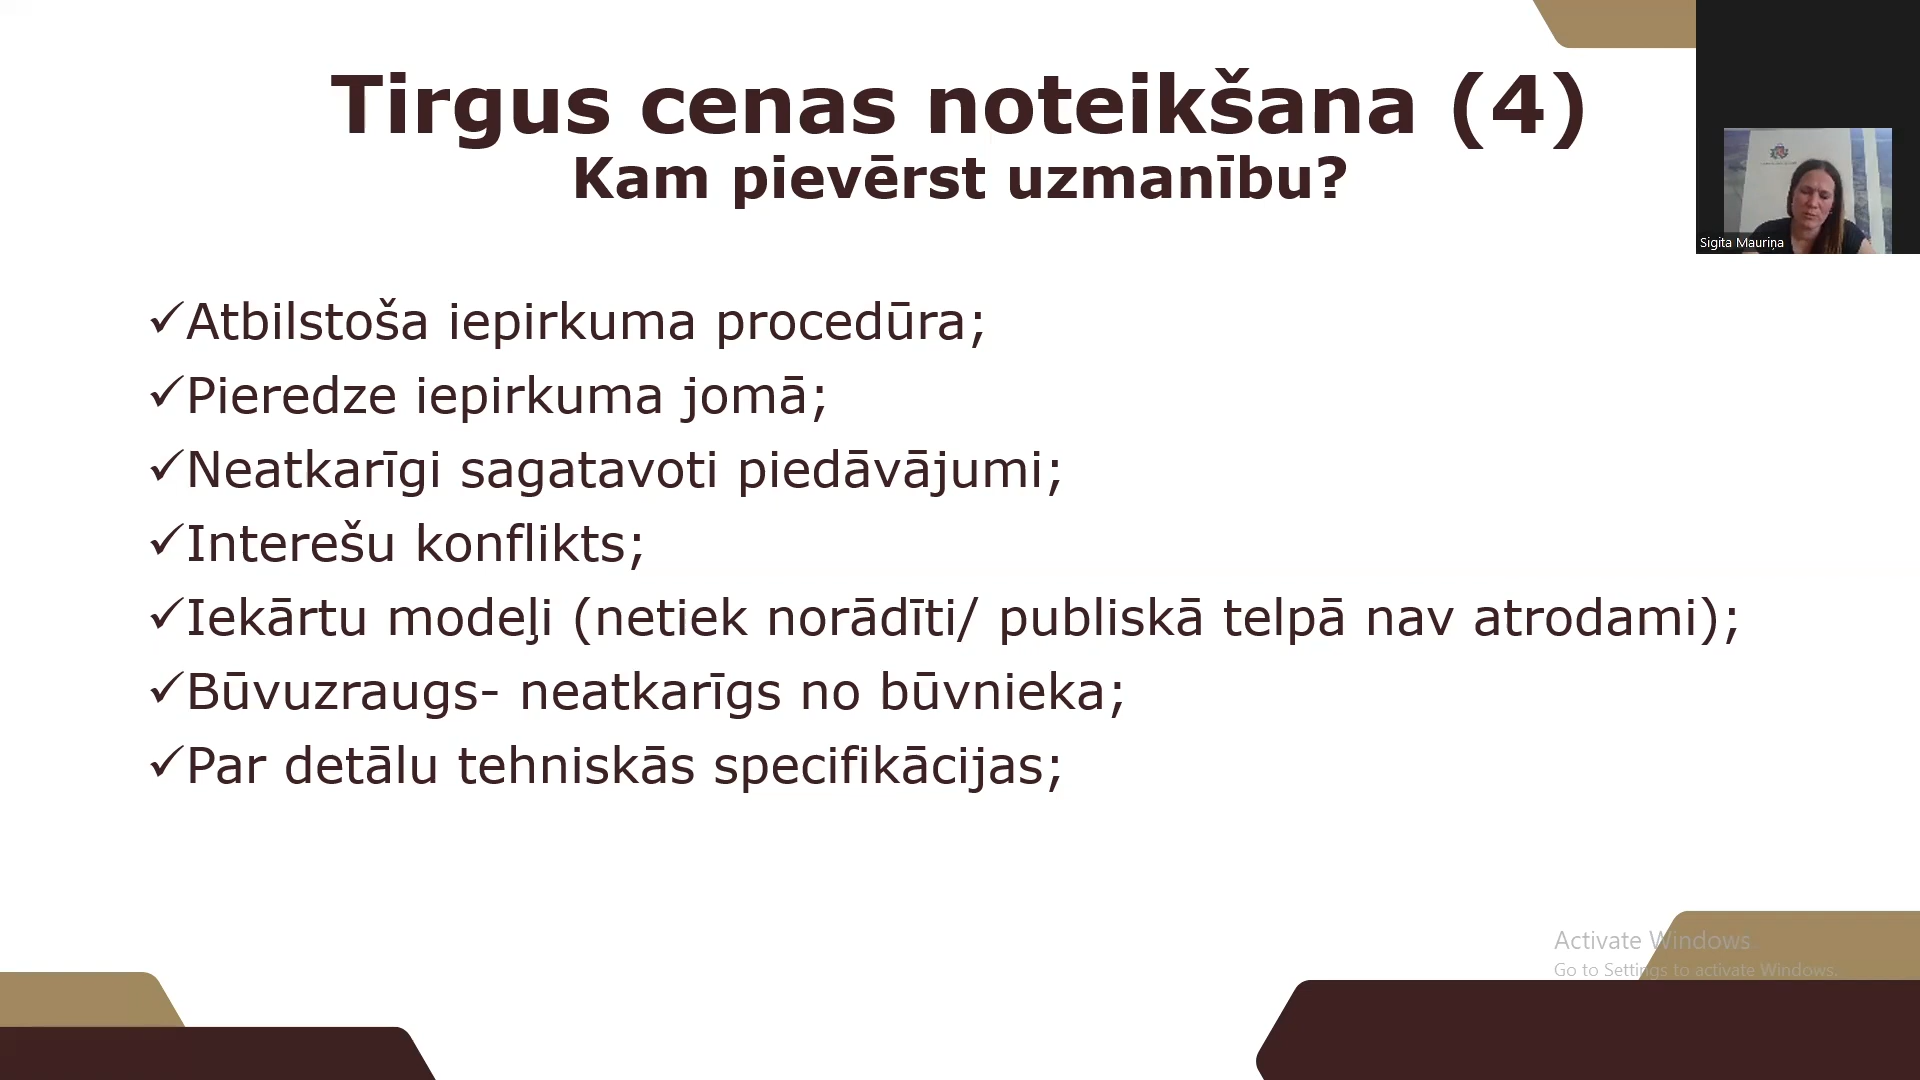 Tirgus cenas noteikšana (4)
Kam pievērst uzmanību?
Sigita Mauriņa
✓Atbilstoša iepirkuma procedūra;
✓Pieredze iepirkuma jomā;
✓Neatkarīgi sagatavoti piedāvājumi;
✓Interešu konflikts;
✓Iekārtu modeļi (netiek norādīti/ publiskā telpā nav atrodami);
✓Būvuzraugs- neatkarīgs no būvnieka;
✓Par detālu tehniskās specifikācijas;
Activate Windows
Go to Settings to activate Windows.